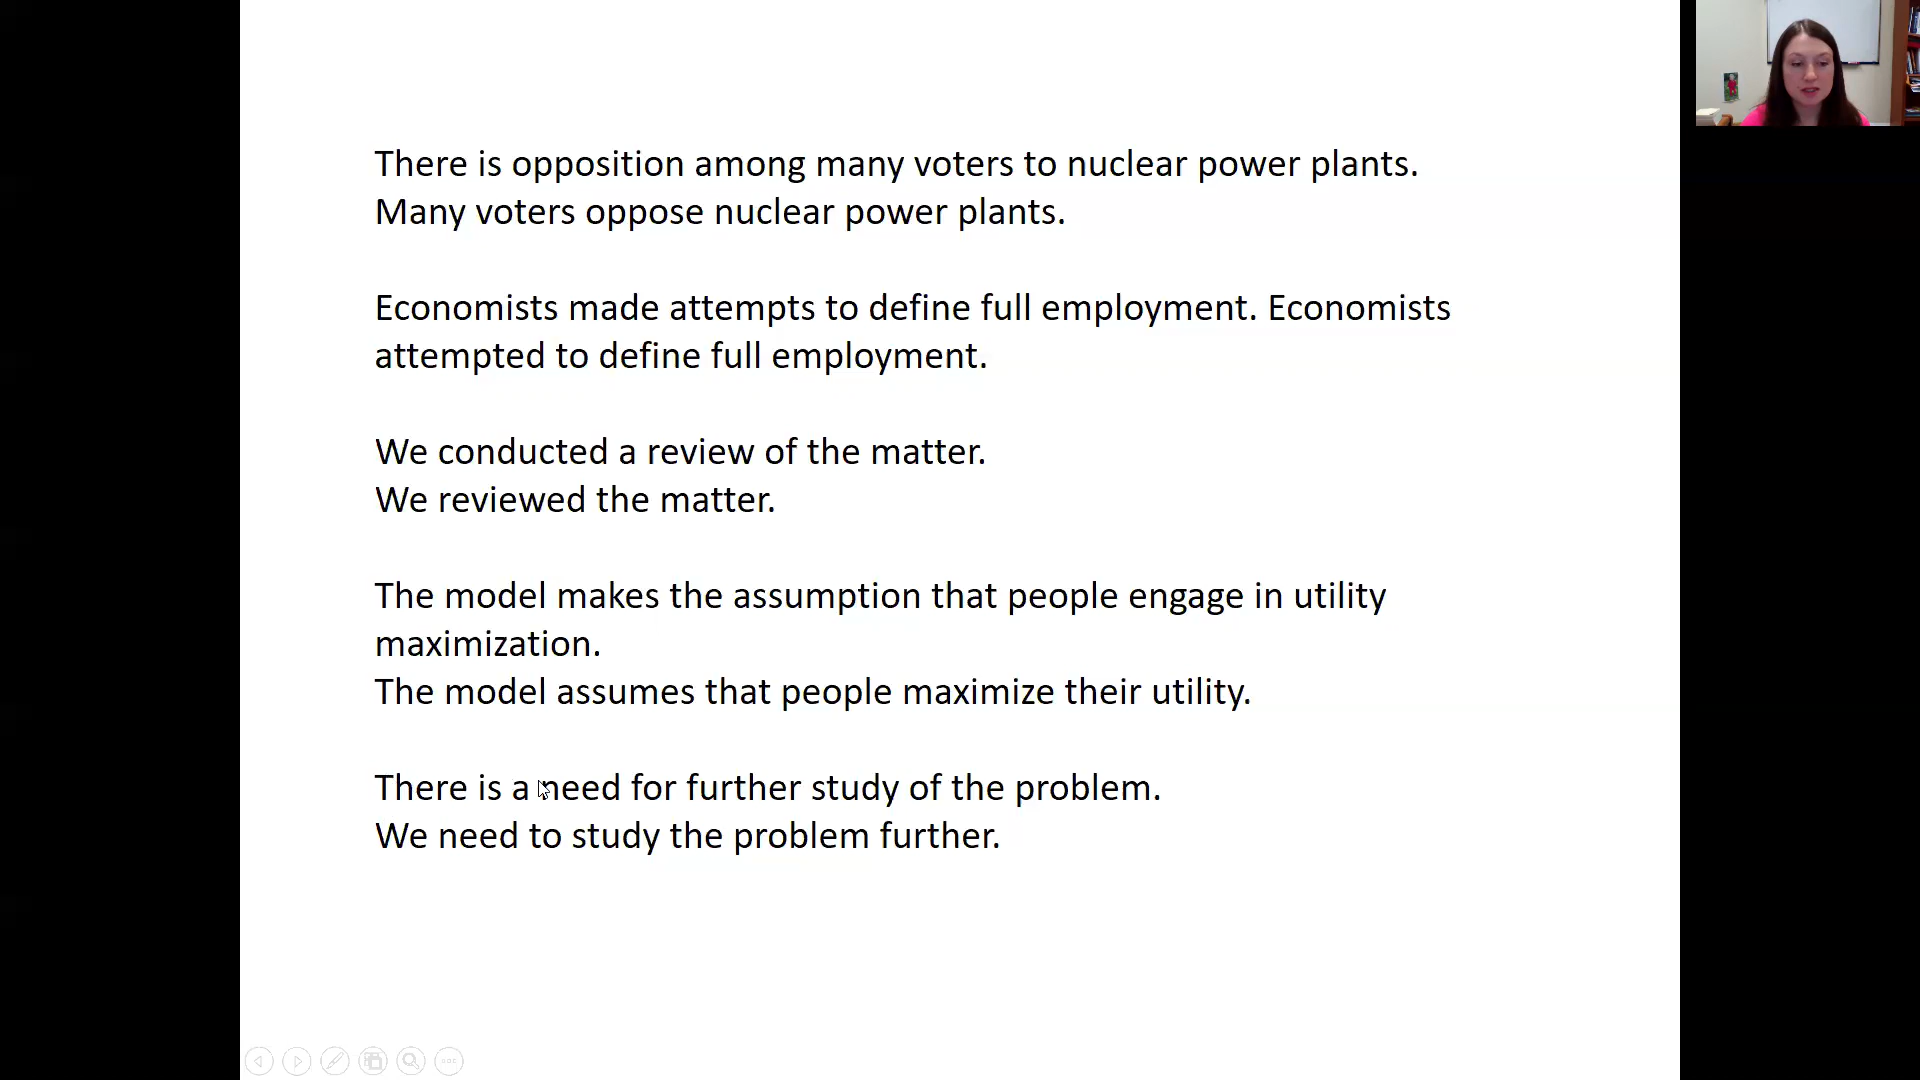 There is opposition among many voters to nuclear power plants.
Many voters oppose nuclear power plants.
Economists made attempts to define full employment. Economists
attempted to define full employment.
We conducted a review of the matter.
We reviewed the matter.
The model makes the assumption that people engage in utility
maximization.
The model assumes that people maximize their utility.
There is a need for further study of the problem.
We need to study the problem further.